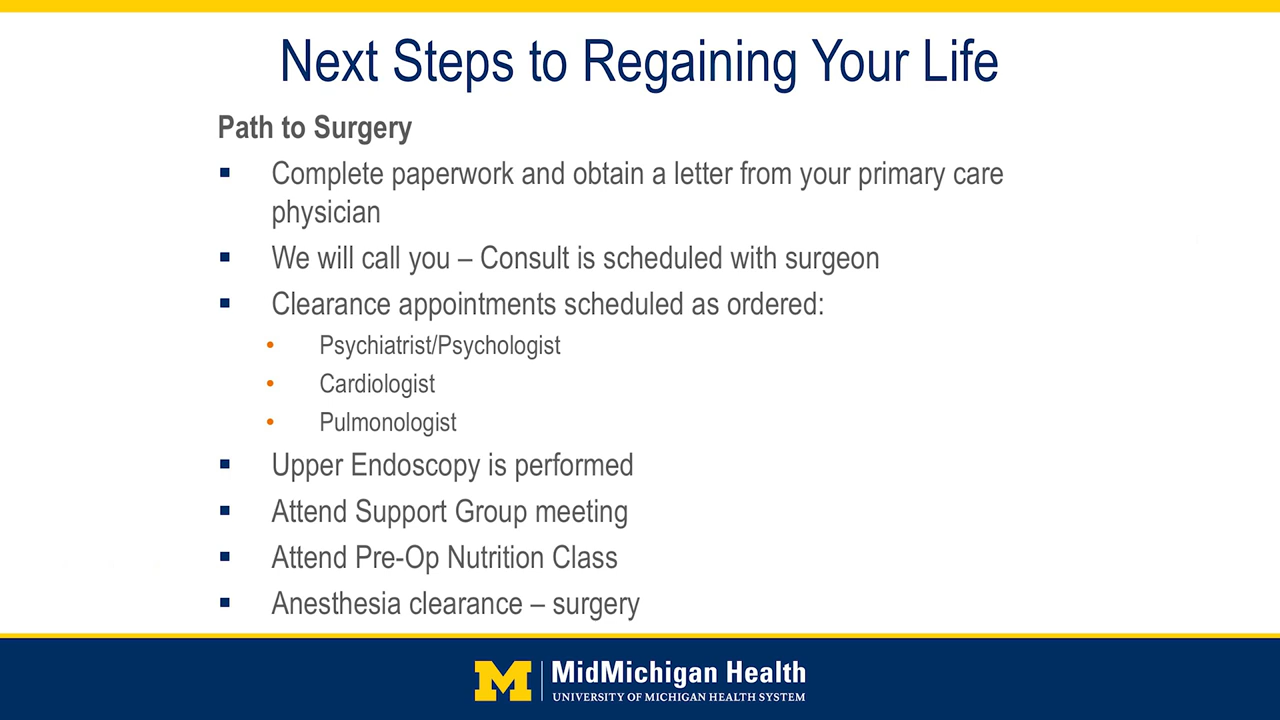 Next Steps to Regaining Your Life
Path to Surgery
▪ Complete paperwork and obtain a letter from your primary care
physician
▪ We will call you – Consult is scheduled with surgeon
▪ Clearance appointments scheduled as ordered:
• Psychiatrist/Psychologist
• Cardiologist
• Pulmonologist
▪ Upper Endoscopy is performed
▪ Attend Support Group meeting
▪ Attend Pre-Op Nutrition Class
▪ Anesthesia clearance – surgery
M MidMichigan Health
UNIVERSITY OF MICHIGAN HEALTH SYSTEM